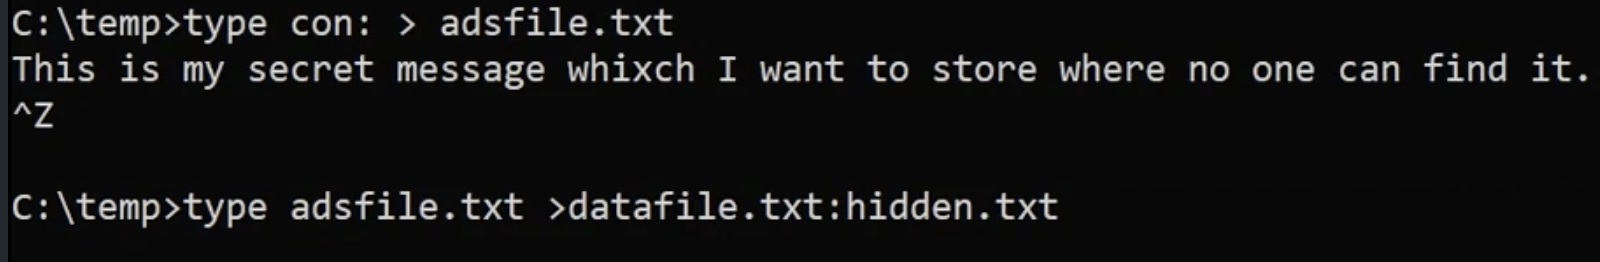 C:\temp>type con: > adsfile.txt
This is my secret message whixch I want to store where no one can find it.
^Z
C:\temp>type adsfile.txt >datafile.txt:hidden.txt